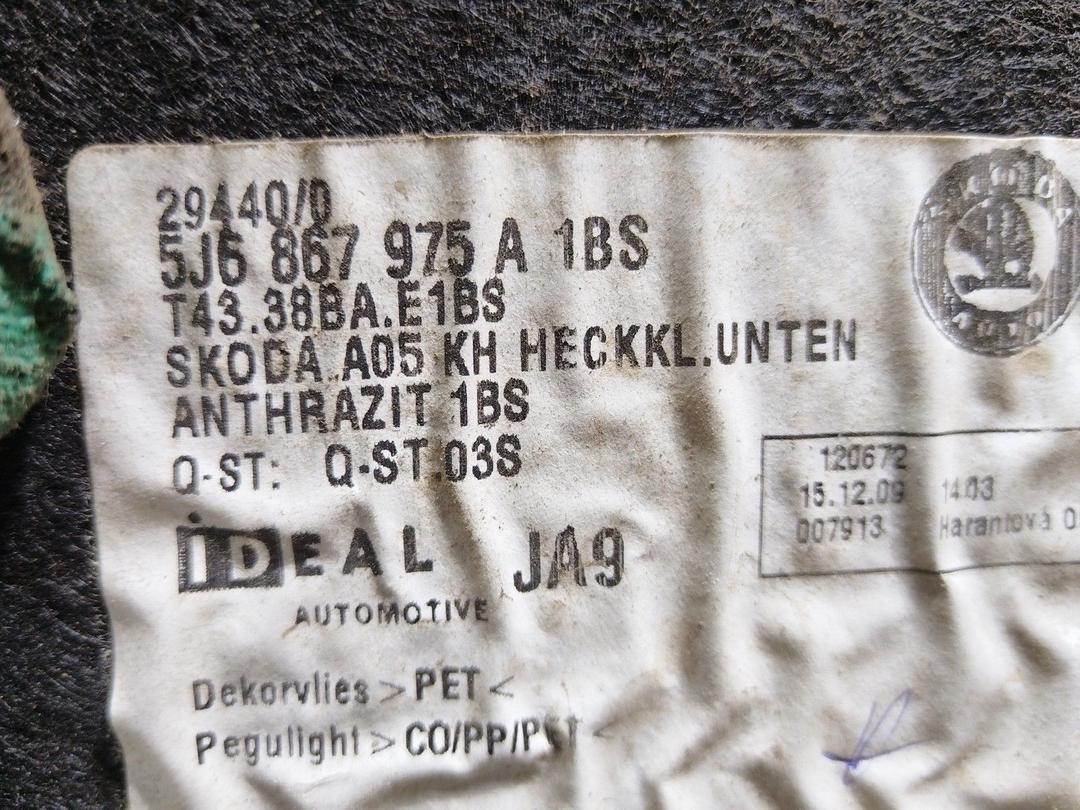 29440/0
5J6 867 975 A 1BS
T43.38BA.E1BS
SKODA A05 KH HECKKL.UNTEN
ANTHRAZIT 1BS
Q-ST: Q-ST.03S
iDEAL JA9
AUTOMOTIVE
Dekorvlies >PET<
Pegulight >CO/PP/PET<
120672
15.12.09 14:03
007913 Harantová O.